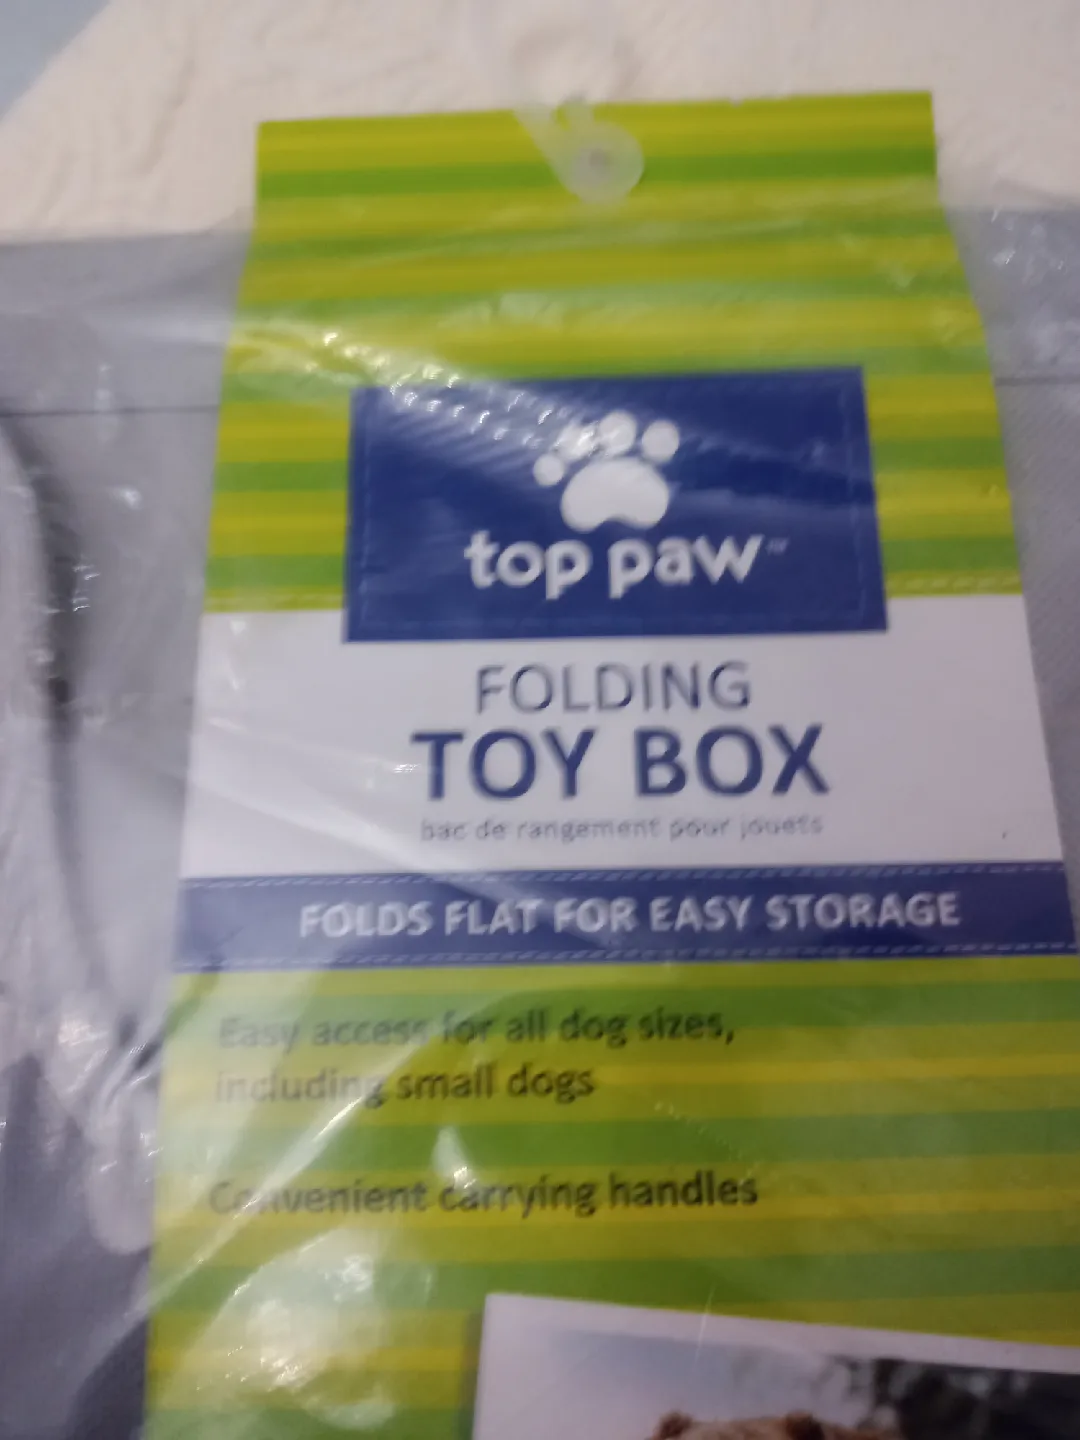 top paw™
FOLDING
TOY BOX
bac de rangement pour jouets
FOLDS FLAT FOR EASY STORAGE
Easy access for all dog sizes,
including small dogs
Convenient carrying handles